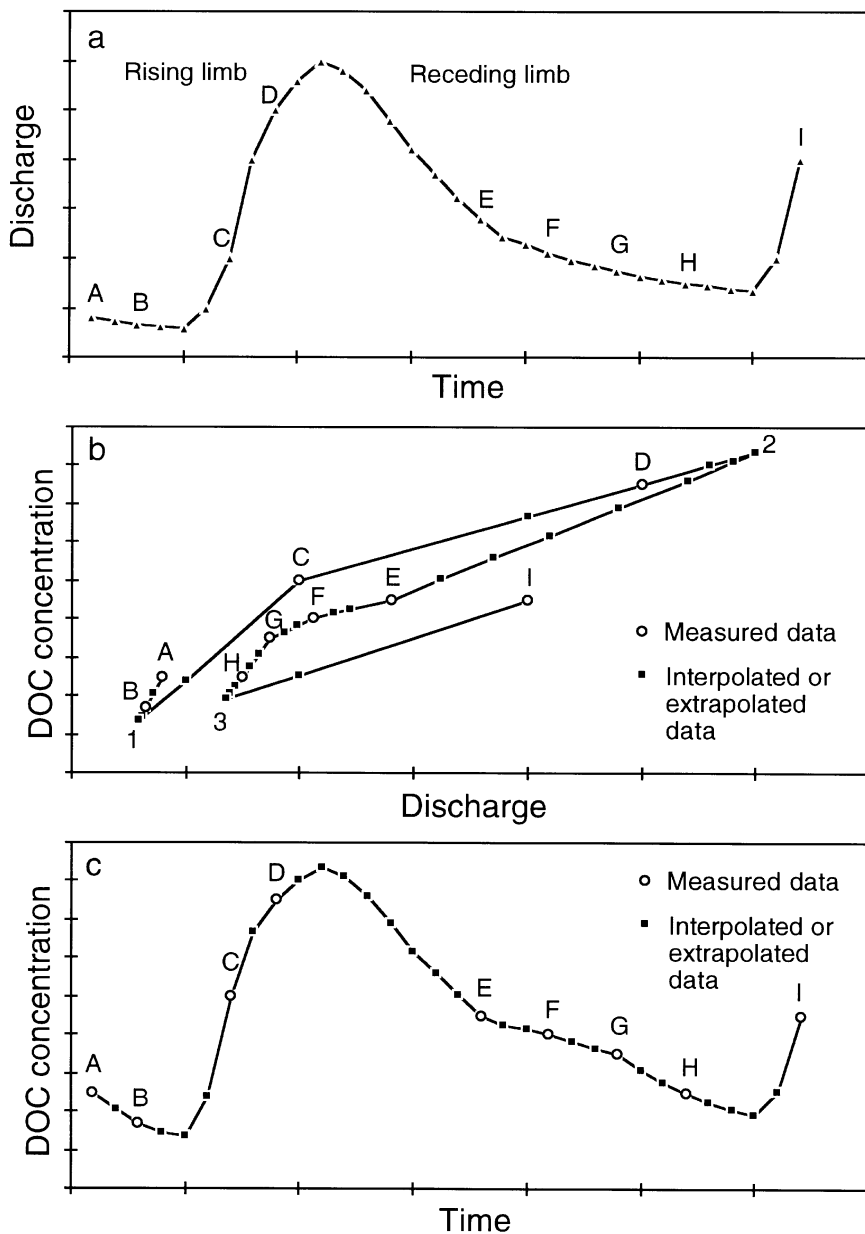 a
Rising limb
Receding limb
D
I
C
E
F
G
H
A
B
Discharge
Time
b
2
D
C
I
E
F
G
A
H
B
1
3
Measured data
Interpolated or
extrapolated
data
DOC concentration
Discharge
c
D
Measured data
Interpolated or
extrapolated
data
C
I
E
F
G
H
A
B
DOC concentration
Time